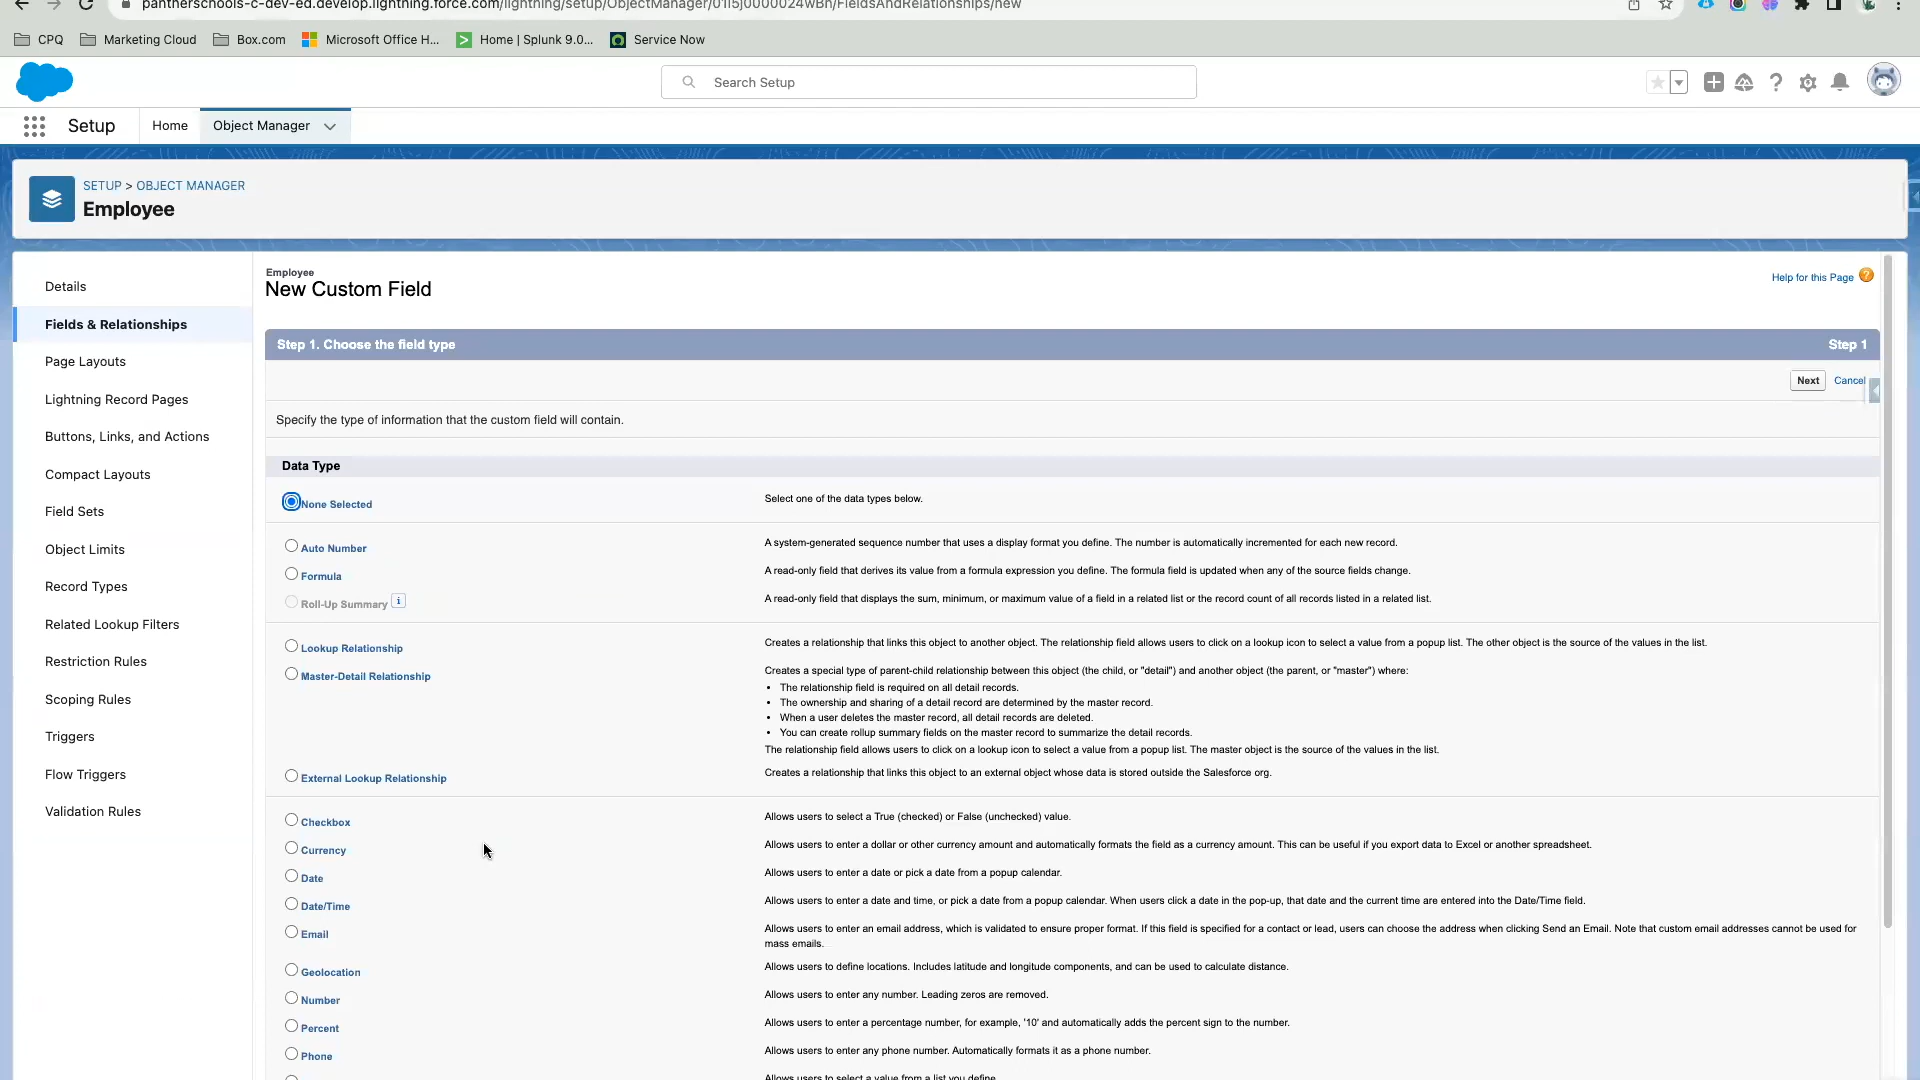 pantherschools-c-dev-ed.develop.lightning.force.com/lightning/setup/ObjectManager/01I5j0000024wBh/FieldsAndRelationships/new
CPQ Marketing Cloud Box.com Microsoft Office H... Home | Splunk 9.0... Service Now
Search Setup
Setup Home Object Manager
SETUP > OBJECT MANAGER
Employee
Details
Fields & Relationships
Page Layouts
Lightning Record Pages
Buttons, Links, and Actions
Compact Layouts
Field Sets
Object Limits
Record Types
Related Lookup Filters
Restriction Rules
Scoping Rules
Triggers
Flow Triggers
Validation Rules
Employee
New Custom Field
Help for this Page
Step 1. Choose the field type Step 1
Next Cancel
Specify the type of information that the custom field will contain.
Data Type
None Selected Select one of the data types below.
Auto Number A system-generated sequence number that uses a display format you define. The number is automatically incremented for each new record.
Formula A read-only field that derives its value from a formula expression you define. The formula field is updated when any of the source fields change.
Roll-Up Summary i A read-only field that displays the sum, minimum, or maximum value of a field in a related list or the record count of all records listed in a related list.
Lookup Relationship Creates a relationship that links this object to another object. The relationship field allows users to click on a lookup icon to select a value from a popup list. The other object is the source of the values in the list.
Master-Detail Relationship Creates a special type of parent-child relationship between this object (the child, or "detail") and another object (the parent, or "master") where:
• The relationship field is required on all detail records.
• The ownership and sharing of a detail record are determined by the master record.
• When a user deletes the master record, all detail records are deleted.
• You can create rollup summary fields on the master record to summarize the detail records.
The relationship field allows users to click on a lookup icon to select a value from a popup list. The master object is the source of the values in the list.
External Lookup Relationship Creates a relationship that links this object to an external object whose data is stored outside the Salesforce org.
Checkbox Allows users to select a True (checked) or False (unchecked) value.
Currency Allows users to enter a dollar or other currency amount and automatically formats the field as a currency amount. This can be useful if you export data to Excel or another spreadsheet.
Date Allows users to enter a date or pick a date from a popup calendar.
Date/Time Allows users to enter a date and time, or pick a date from a popup calendar. When users click a date in the pop-up, that date and the current time are entered into the Date/Time field.
Email Allows users to enter an email address, which is validated to ensure proper format. If this field is specified for a contact or lead, users can choose the address when clicking Send an Email. Note that custom email addresses cannot be used for
mass emails.
Geolocation Allows users to define locations. Includes latitude and longitude components, and can be used to calculate distance.
Number Allows users to enter any number. Leading zeros are removed.
Percent Allows users to enter a percentage number, for example, '10' and automatically adds the percent sign to the number.
Phone Allows users to enter any phone number. Automatically formats it as a phone number.
Allows users to select a value from a list you define.